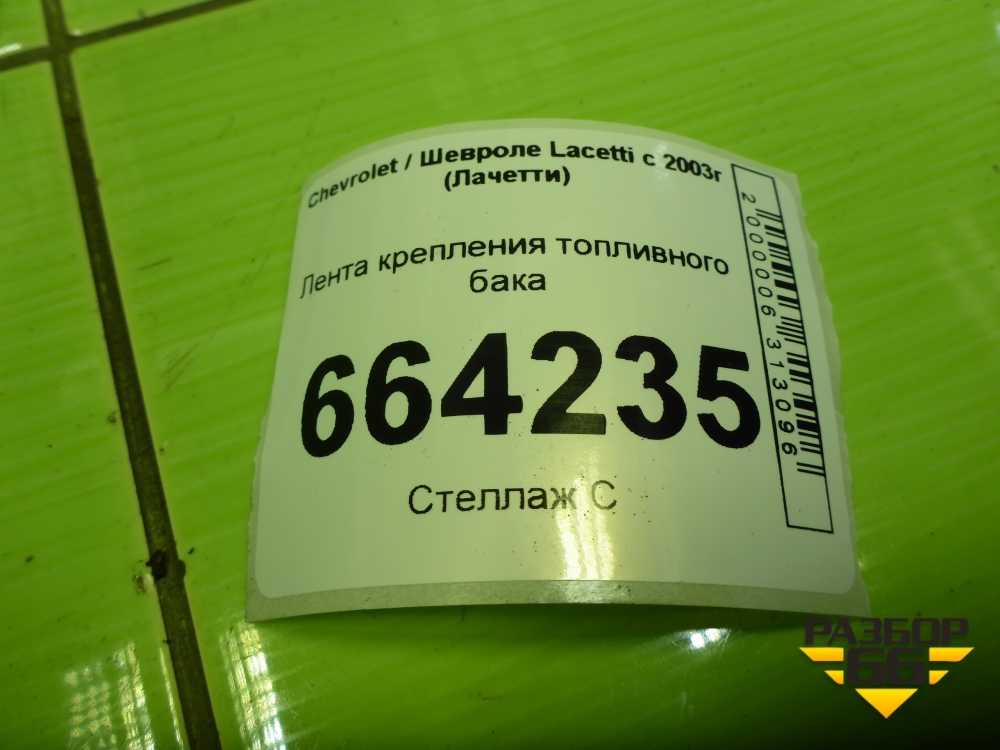 Chevrolet / Шевроле Lacetti с 2003г
(Лачетти)
Лента крепления топливного
бака
664235
Стеллаж С
2000006313096
РАЗБОР
66